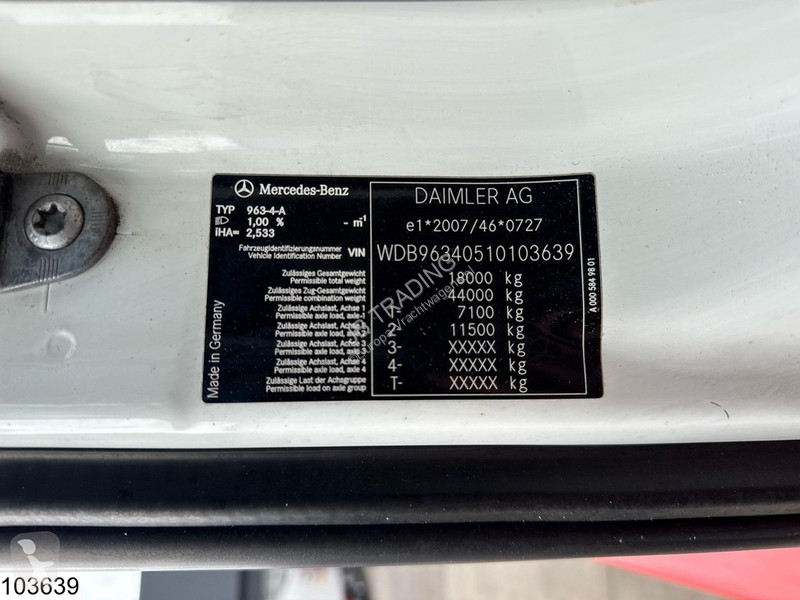 Mercedes-Benz
TYP 963-4-A
1,00 % - m⁻¹
iHA= 2,533
Fahrzeugidentifizierungsnummer
Vehicle Identification Number VIN
Zulässiges Gesamtgewicht
Permissible total weight
Zulässiges Zug-Gesamtgewicht
Permissible combination weight
Zulässige Achslast, Achse 1
Permissible axle load, axle-1
Zulässige Achslast, Achse 2
Permissible axle load, axle 2
Zulässige Achslast, Achse 3
Permissible axle load, axle 3
Zulässige Achslast, Achse 4
Permissible axle load, axle 4
Zulässige Last der Achsgruppe
Permissible load on axle group
Made in Germany
DAIMLER AG
e1*2007/46*0727
WDB96340510103639
18000 kg
44000 kg
7100 kg
2 11500 kg
3- XXXXX kg
4- XXXXX kg
T- XXXXX kg
A 000 584 98 01
TRADING
103639